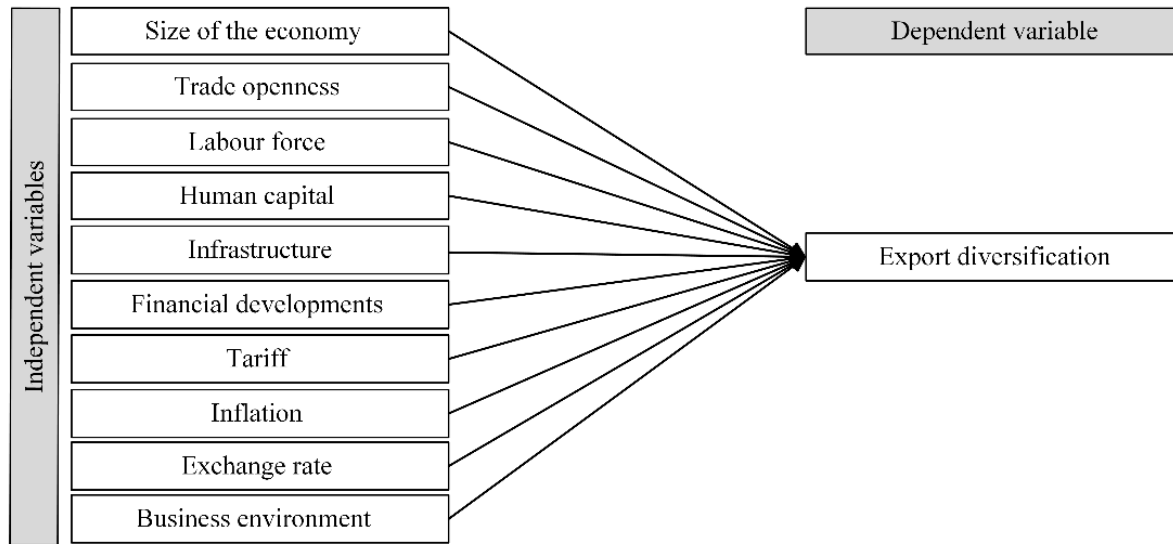 Independent variables
Size of the economy
Trade openness
Labour force
Human capital
Infrastructure
Financial developments
Tariff
Inflation
Exchange rate
Business environment
Dependent variable
Export diversification